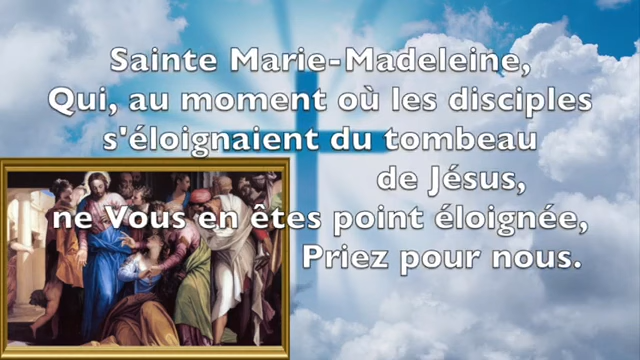 Sainte Marie-Madeleine,
Qui, au moment où les disciples
s'éloignaient du tombeau
de Jésus,
ne Vous en êtes point éloignée,
Priez pour nous.